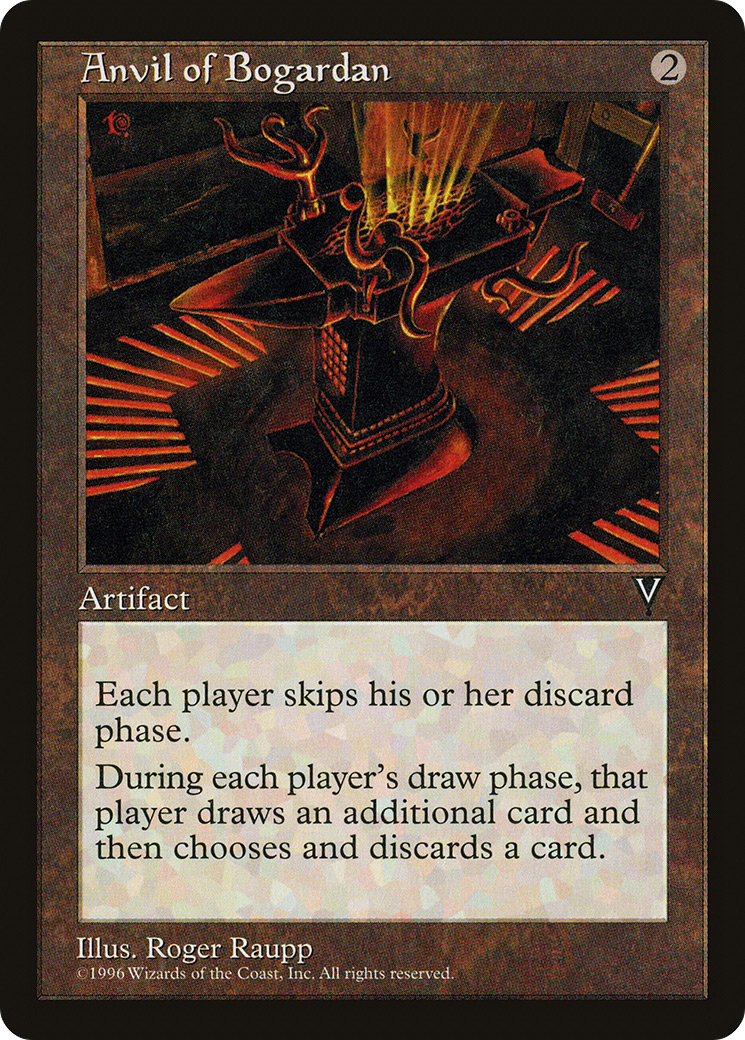 Anvil of Bogardan
2
Artifact
V
Each player skips his or her discard
phase.
During each player's draw phase, that
player draws an additional card and
then chooses and discards a card.
Illus. Roger Raupp
©1996 Wizards of the Coast, Inc. All rights reserved.